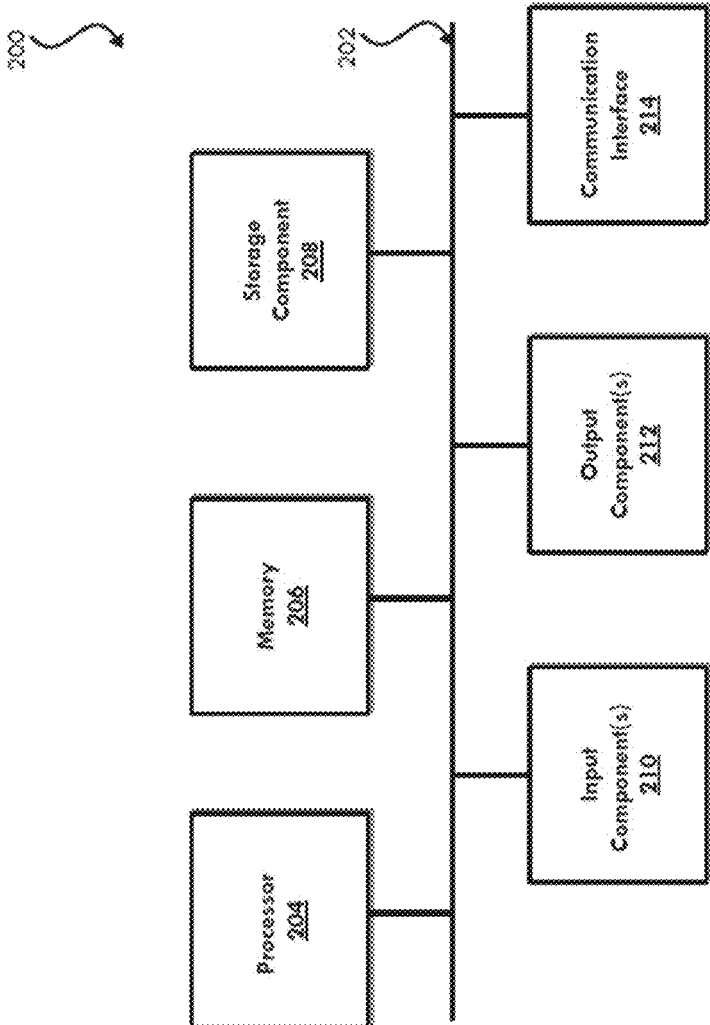 200
202
Processor
204
Memory
206
Storage
Component
208
Input
Component(s)
210
Output
Component(s)
212
Communication
Interface
214